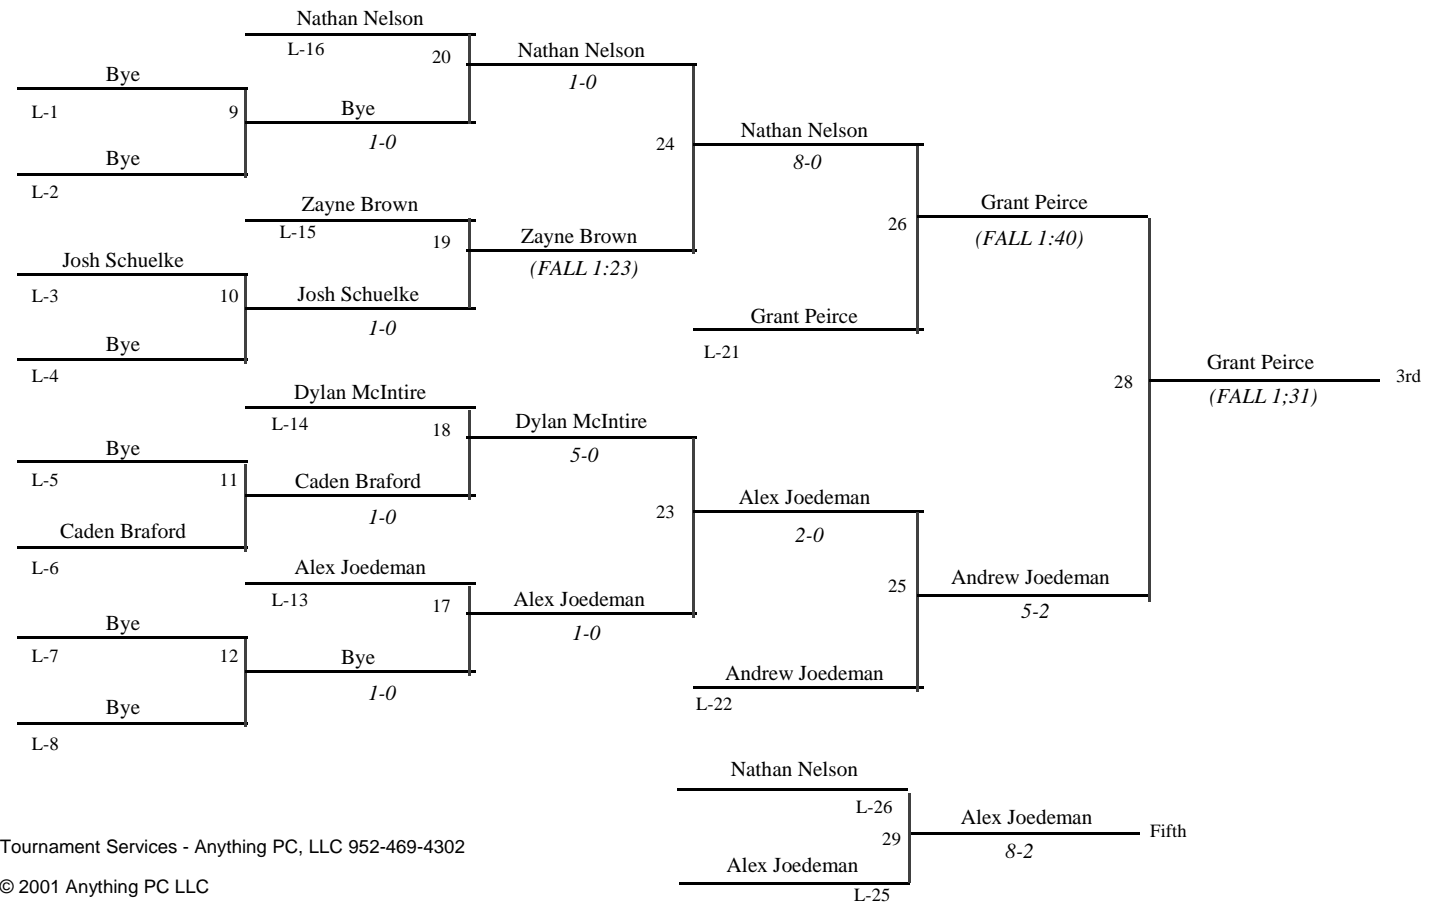 Nathan Nelson
L-16
20
Nathan Nelson
1-0
Bye
L-1
9
Bye
1-0
Bye
L-2
24
Nathan Nelson
8-0
Zayne Brown
L-15
19
Zayne Brown
(FALL 1:23)
26
Grant Peirce
(FALL 1:40)
Josh Schuelke
L-3
10
Josh Schuelke
1-0
Bye
L-4
Grant Peirce
L-21
28
Grant Peirce
(FALL 1;31)
3rd
Dylan McIntire
L-14
18
Dylan McIntire
5-0
Bye
L-5
11
Caden Braford
1-0
Caden Braford
L-6
23
Alex Joedeman
2-0
Alex Joedeman
L-13
17
Alex Joedeman
1-0
25
Andrew Joedeman
5-2
Bye
L-7
12
Bye
1-0
Bye
L-8
Andrew Joedeman
L-22
Nathan Nelson
L-26
29
Alex Joedeman
8-2
Fifth
Alex Joedeman
L-25
Tournament Services - Anything PC, LLC 952-469-4302
© 2001 Anything PC LLC